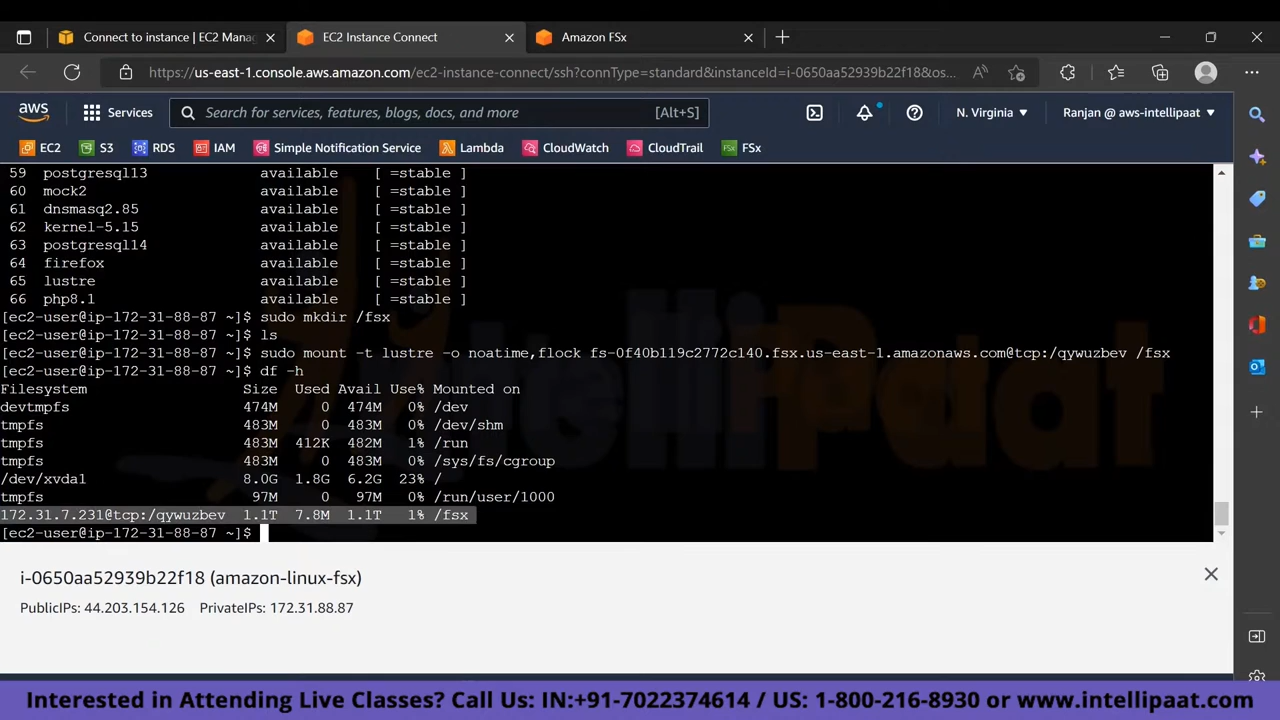 Connect to instance | EC2 Manag
EC2 Instance Connect
Amazon FSx
https://us-east-1.console.aws.amazon.com/ec2-instance-connect/ssh?connType=standard&instanceId=i-0650aa52939b22f18&os...
aws
Services
Search for services, features, blogs, docs, and more
[Alt+S]
N. Virginia
Ranjan @ aws-intellipaat
EC2
S3
RDS
IAM
Simple Notification Service
Lambda
CloudWatch
CloudTrail
FSx
59 postgresql13 available [ =stable ]
60 mock2 available [ =stable ]
61 dnsmasq2.85 available [ =stable ]
62 kernel-5.15 available [ =stable ]
63 postgresql14 available [ =stable ]
64 firefox available [ =stable ]
65 lustre available [ =stable ]
66 php8.1 available [ =stable ]
[ec2-user@ip-172-31-88-87 ~]$ sudo mkdir /fsx
[ec2-user@ip-172-31-88-87 ~]$ ls
[ec2-user@ip-172-31-88-87 ~]$ sudo mount -t lustre -o noatime,flock fs-0f40b119c2772c140.fsx.us-east-1.amazonaws.com@tcp:/qywuzbev /fsx
[ec2-user@ip-172-31-88-87 ~]$ df -h
Filesystem Size Used Avail Use% Mounted on
devtmpfs 474M 0 474M 0% /dev
tmpfs 483M 0 483M 0% /dev/shm
tmpfs 483M 412K 482M 1% /run
tmpfs 483M 0 483M 0% /sys/fs/cgroup
/dev/xvda1 8.0G 1.8G 6.2G 23% /
tmpfs 97M 0 97M 0% /run/user/1000
172.31.7.231@tcp:/qywuzbev 1.1T 7.8M 1.1T 1% /fsx
[ec2-user@ip-172-31-88-87 ~]$
IntelliPaat
i-0650aa52939b22f18 (amazon-linux-fsx)
PublicIPs: 44.203.154.126 PrivateIPs: 172.31.88.87
Interested in Attending Live Classes? Call Us: IN:+91-7022374614 / US: 1-800-216-8930 or www.intellipaat.com